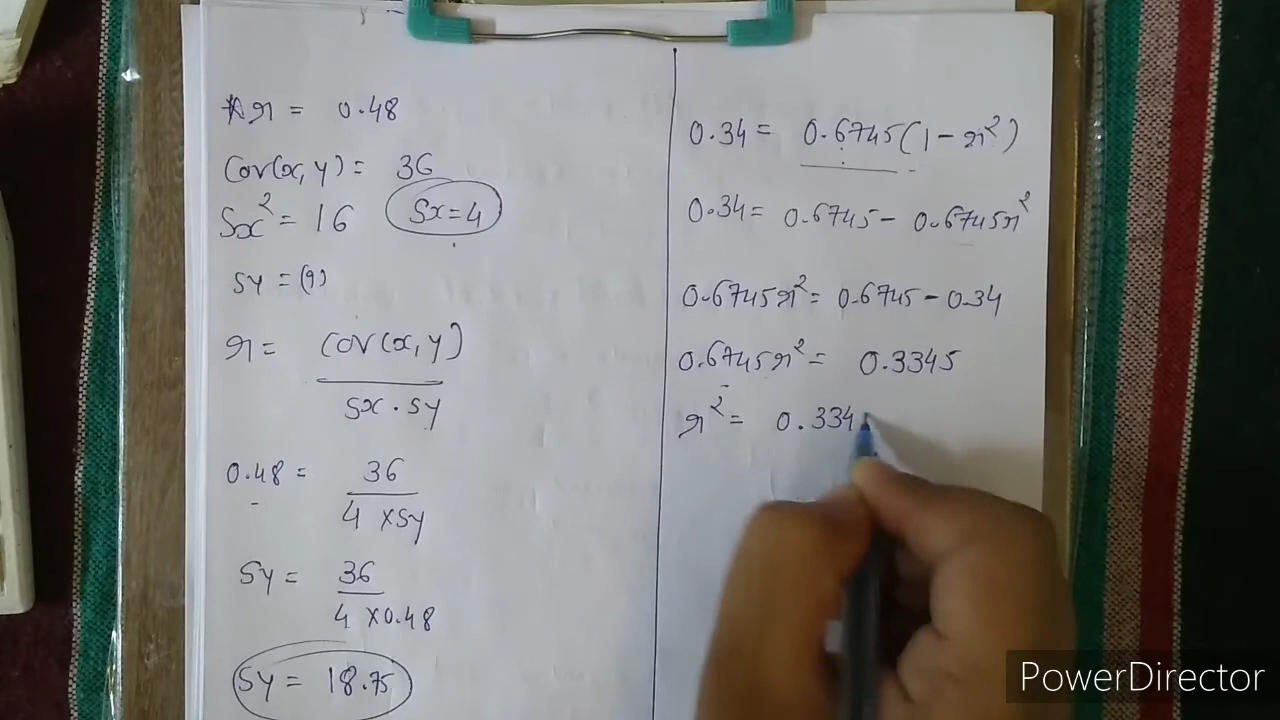 r = 0.48
Cov(x,y) = 36
Sx² = 16 Sx=4
Sy = (?)
r = Cov(x,y)
Sx . Sy
0.48 = 36
4 × Sy
Sy = 36
4 × 0.48
Sy = 18.75
0.34 = 0.6745(1 - r²)
0.34 = 0.6745 - 0.6745r²
0.6745r² = 0.6745 - 0.34
0.6745r² = 0.3345
r² = 0.334
PowerDirector